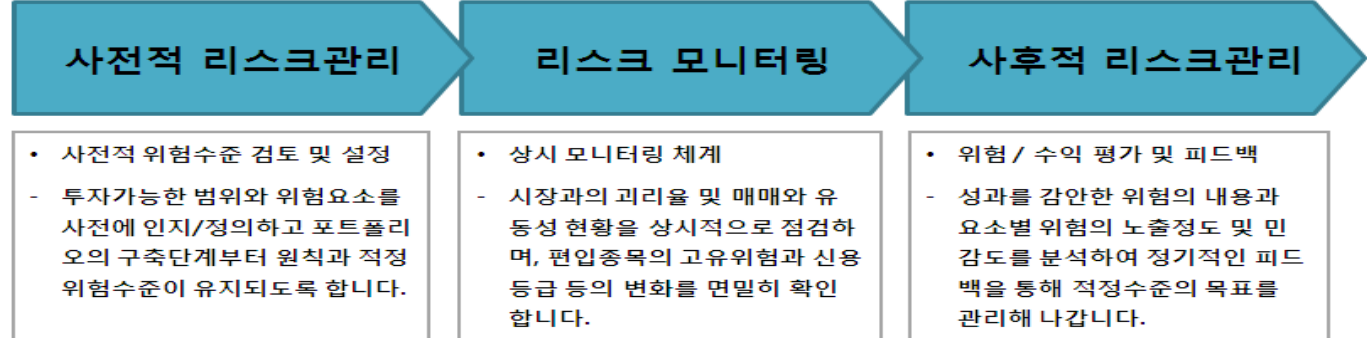 사전적 리스크관리
리스크 모니터링
사후적 리스크관리
• 사전적 위험수준 검토 및 설정
- 투자가능한 범위와 위험요소를
사전에 인지/정의하고 포트폴리
오의 구축단계부터 원칙과 적정
위험수준이 유지되도록 합니다.
• 상시 모니터링 체계
- 시장과의 괴리율 및 매매와 유
동성 현황을 상시적으로 점검하
며, 편입종목의 고유위험과 신용
등급 등의 변화를 면밀히 확인
합니다.
• 위험 / 수익 평가 및 피드백
- 성과를 감안한 위험의 내용과
요소별 위험의 노출정도 및 민
감도를 분석하여 정기적인 피드
백을 통해 적정수준의 목표를
관리해 나갑니다.